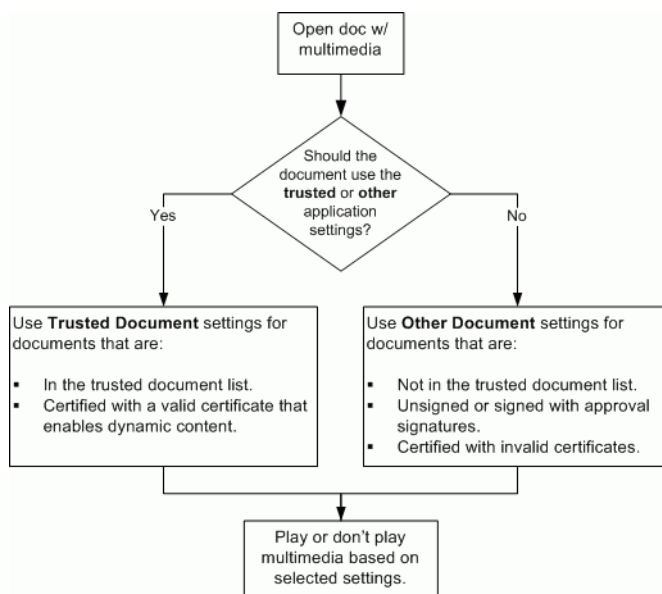 Open doc w/
multimedia
Should the
document use the
trusted or other
application
settings?
Yes
No
Use Trusted Document settings for
documents that are:
▪ In the trusted document list.
▪ Certified with a valid certificate that
enables dynamic content.
Use Other Document settings for
documents that are:
▪ Not in the trusted document list.
▪ Unsigned or signed with approval
signatures.
▪ Certified with invalid certificates.
Play or don't play
multimedia based on
selected settings.